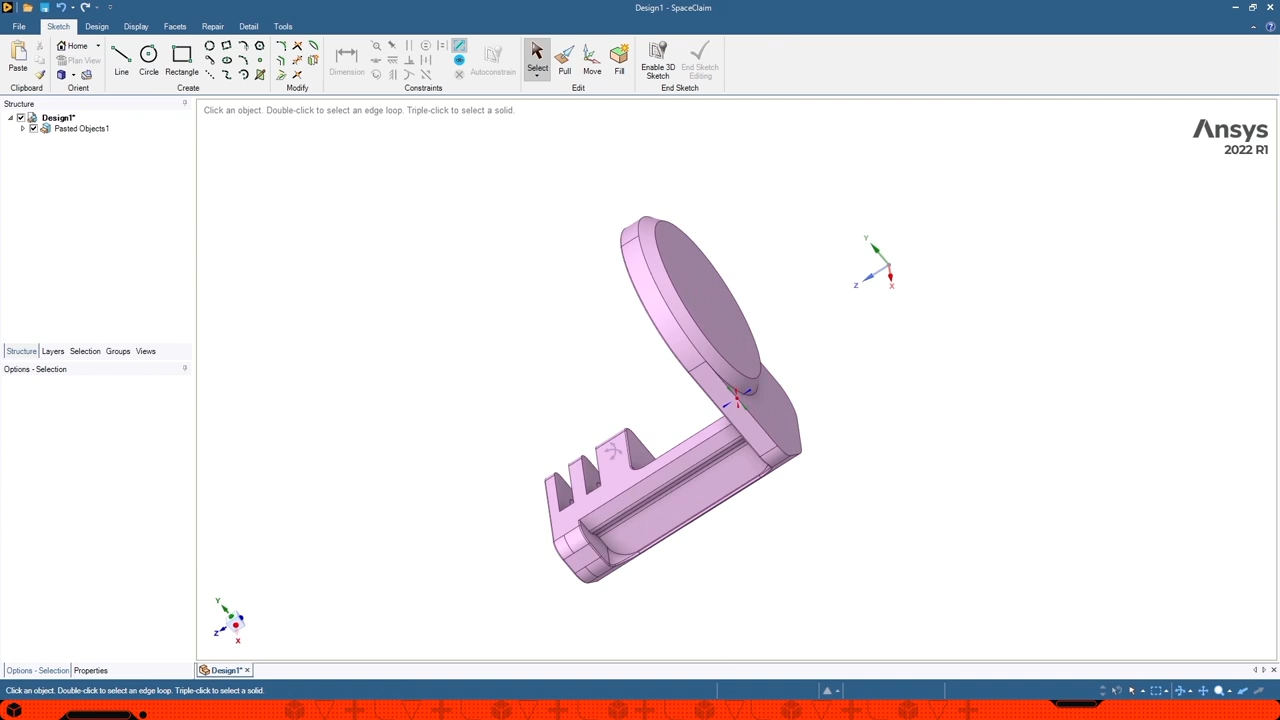 Design1* - SpaceClaim
File Sketch Design Display Facets Repair Detail Tools
Paste
Home
Plan View
Line Circle Rectangle
Dimension
Autoconstrain
Select Pull Move Fill
Enable 3D Sketch
End Sketch Editing
Clipboard Orient Create Modify Constraints Edit End Sketch
Structure
Design1*
Pasted Objects1
Click an object. Double-click to select an edge loop. Triple-click to select a solid.
Ansys
2022 R1
Y
Z
X
Structure Layers Selection Groups Views
Options - Selection
Y
Z
X
Options - Selection Properties
Design1*
Click an object. Double-click to select an edge loop. Triple-click to select a solid.